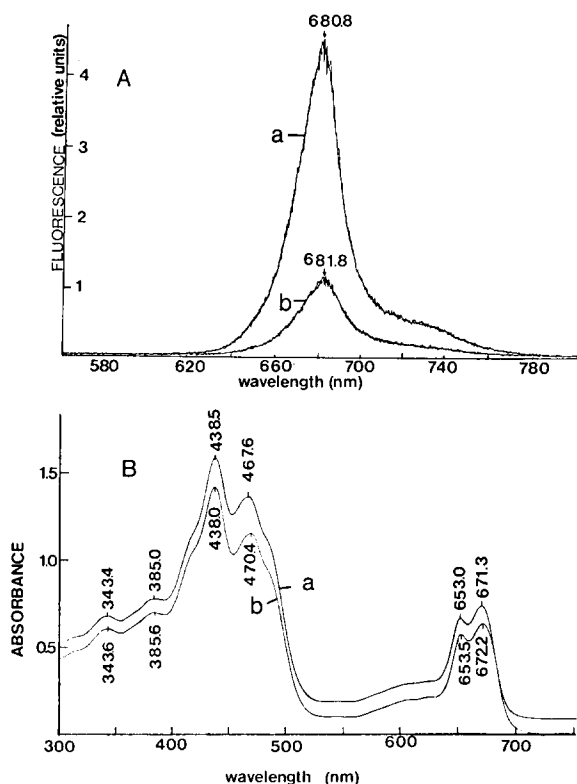 680.8
4
A
3
a
2
681.8
1
b
FLUORESCENCE (relative units)
580 620 660 700 740 780
wavelength (nm)
B
438.5
467.6
1.5
438.0
470.4
a
b
1.0
343.4
385.0
653.0
671.3
0.5
343.6
385.6
653.5
672.2
ABSORBANCE
300 400 500 600 700
wavelength (nm)